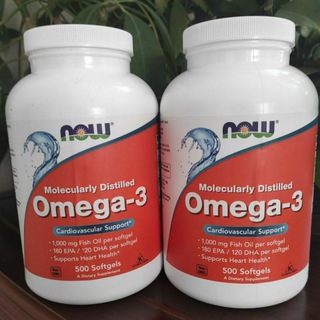 NOW
Molecularly Distilled
Omega-3
Cardiovascular Support*
• 1,000 mg Fish Oil per softgel
• 180 EPA / 120 DHA per softgel
• Supports Heart Health*
500 Softgels
A Dietary Supplement
NOW
Molecularly Distilled
Omega-3
Cardiovascular Support*
• 1,000 mg Fish Oil per softgel
• 180 EPA / 120 DHA per softgel
• Supports Heart Health*
500 Softgels
A Dietary Supplement